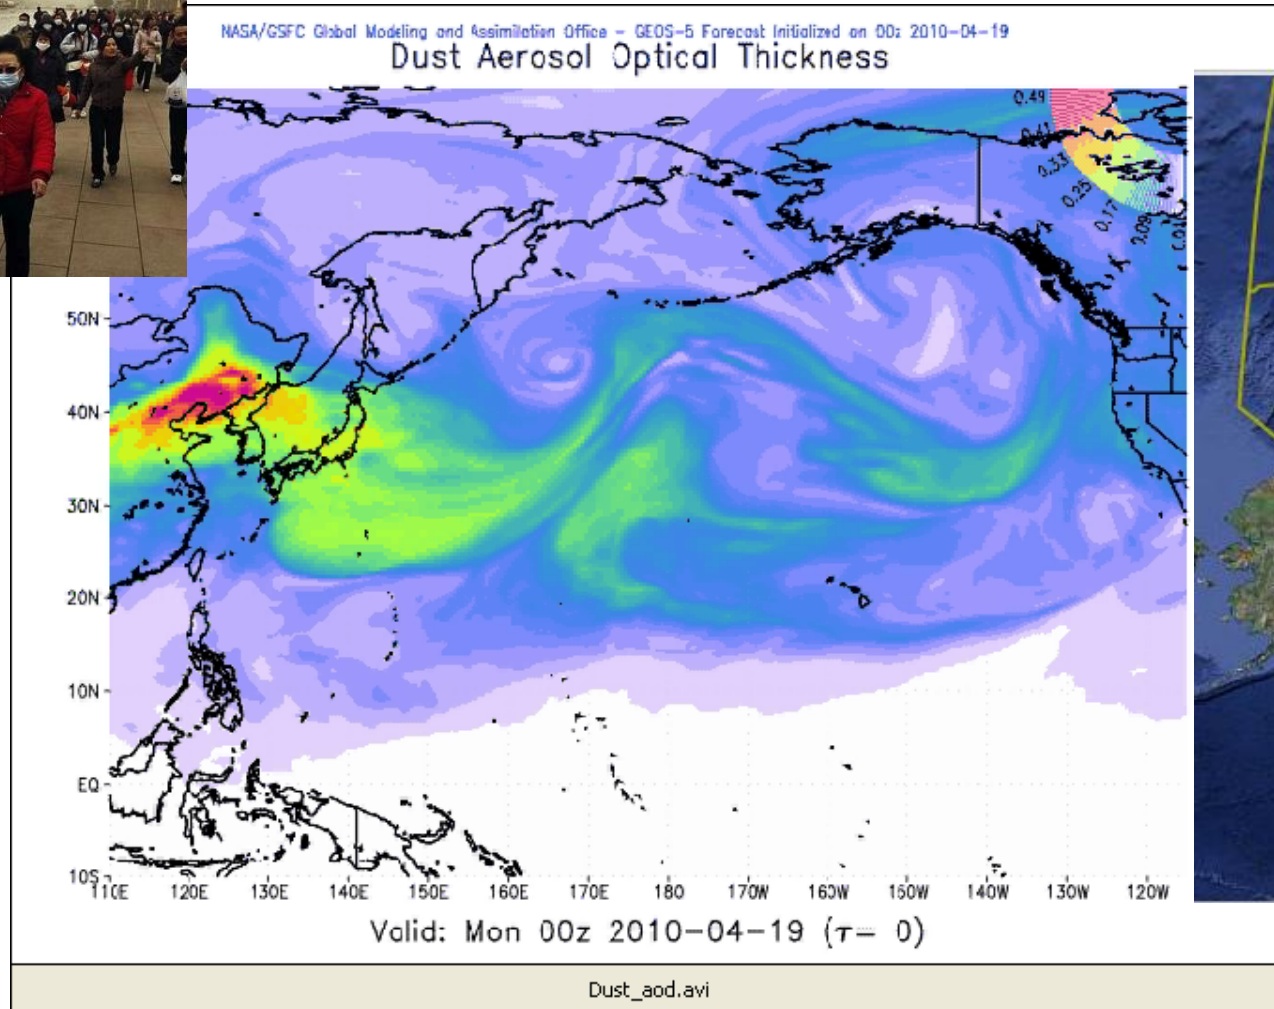 NASA/GSFC Global Modeling and Assimilation Office - GEOS-5 Forecast Initialized on 00z 2010-04-19
Dust Aerosol Optical Thickness
0.49
0.41
0.33
0.25
0.17
0.09
50N
40N
30N
20N
10N
EQ
10S
110E 120E 130E 140E 150E 160E 170E 180 170W 160W 150W 140W 130W 120W
Valid: Mon 00z 2010-04-19 (τ= 0)
Dust_aod.avi